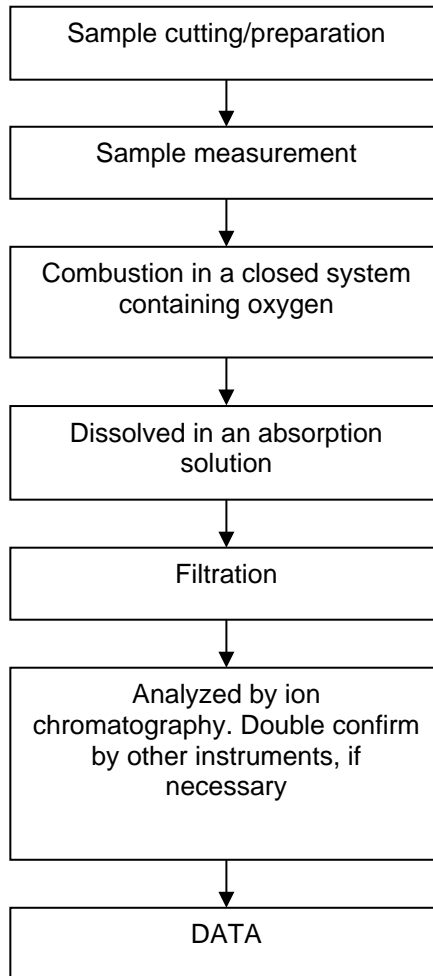 Sample cutting/preparation
Sample measurement
Combustion in a closed system
containing oxygen
Dissolved in an absorption
solution
Filtration
Analyzed by ion
chromatography. Double confirm
by other instruments, if
necessary
DATA